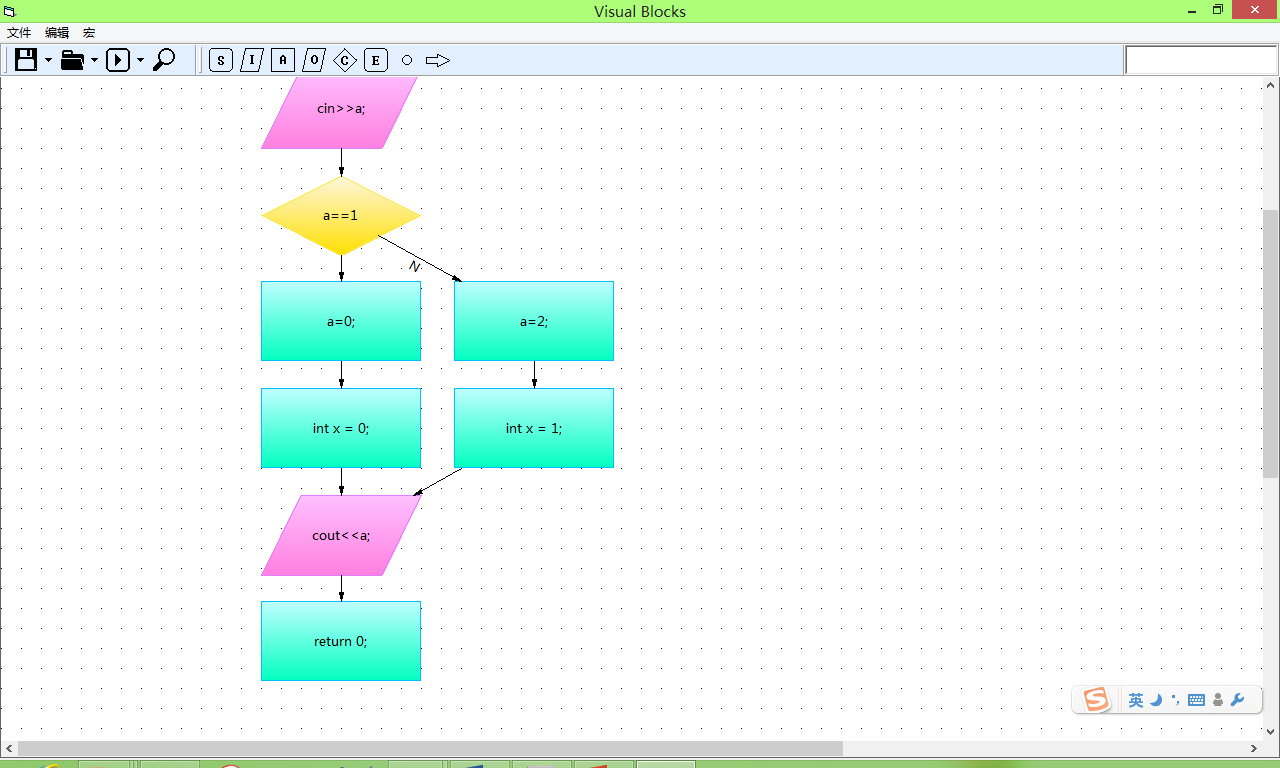 Visual Blocks
文件 编辑 宏
S I A O C E
cin>>a;
a==1
N
a=0; a=2;
int x = 0; int x = 1;
cout<<a;
return 0;
S 英